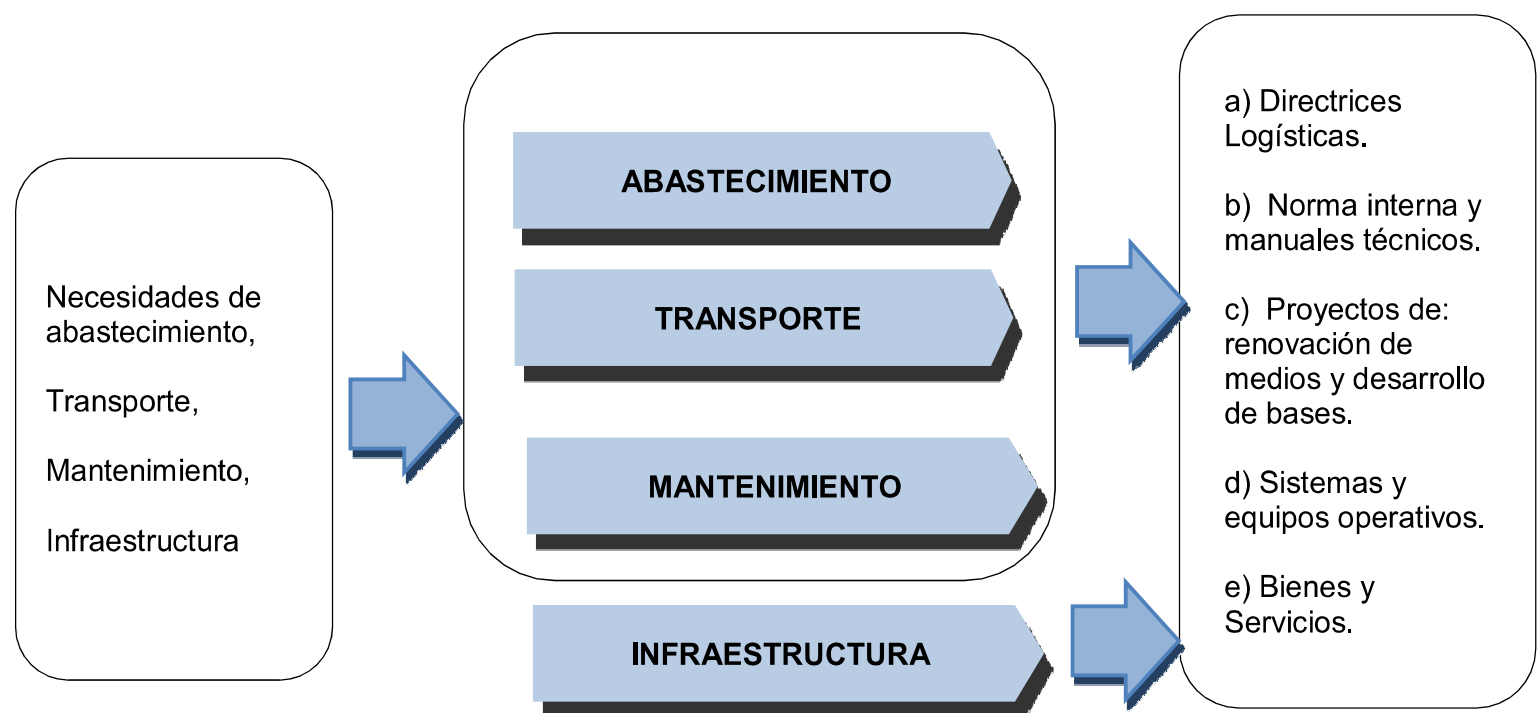 Necesidades de
abastecimiento,
Transporte,
Mantenimiento,
Infraestructura
ABASTECIMIENTO
TRANSPORTE
MANTENIMIENTO
INFRAESTRUCTURA
a) Directrices
Logísticas.
b)  Norma interna y
manuales técnicos.
c)  Proyectos de:
renovación de
medios y desarrollo
de bases.
d) Sistemas y
equipos operativos.
e) Bienes y
Servicios.